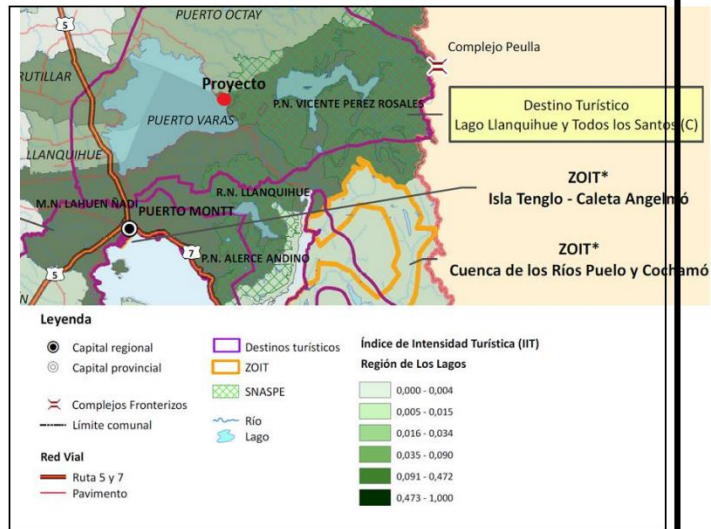 PUERTO OCTAY
5
Complejo Peulla
RUTILLAR
Proyecto
P.N. VICENTE PEREZ ROSALES
PUERTO VARAS
Destino Turístico
Lago Llanquihue y Todos los Santos (C)
LLANQUIHUE
ZOIT*
Isla Tenglo - Caleta Angelmó
R.N. LLANQUIHUE
M.N. LAHUEN ÑADI
PUERTO MONTT
7
P.N. ALERCE ANDINO
5
ZOIT*
Cuenca de los Ríos Puelo y Cochamó
Leyenda
Capital regional
Capital provincial
Complejos Fronterizos
Límite comunal
Red Vial
Ruta 5 y 7
Pavimento
Destinos turísticos
ZOIT
SNASPE
Río
Lago
Índice de Intensidad Turística (IIT)
Región de Los Lagos
0,000 - 0,004
0,005 - 0,015
0,016 - 0,034
0,035 - 0,090
0,091 - 0,472
0,473 - 1,000